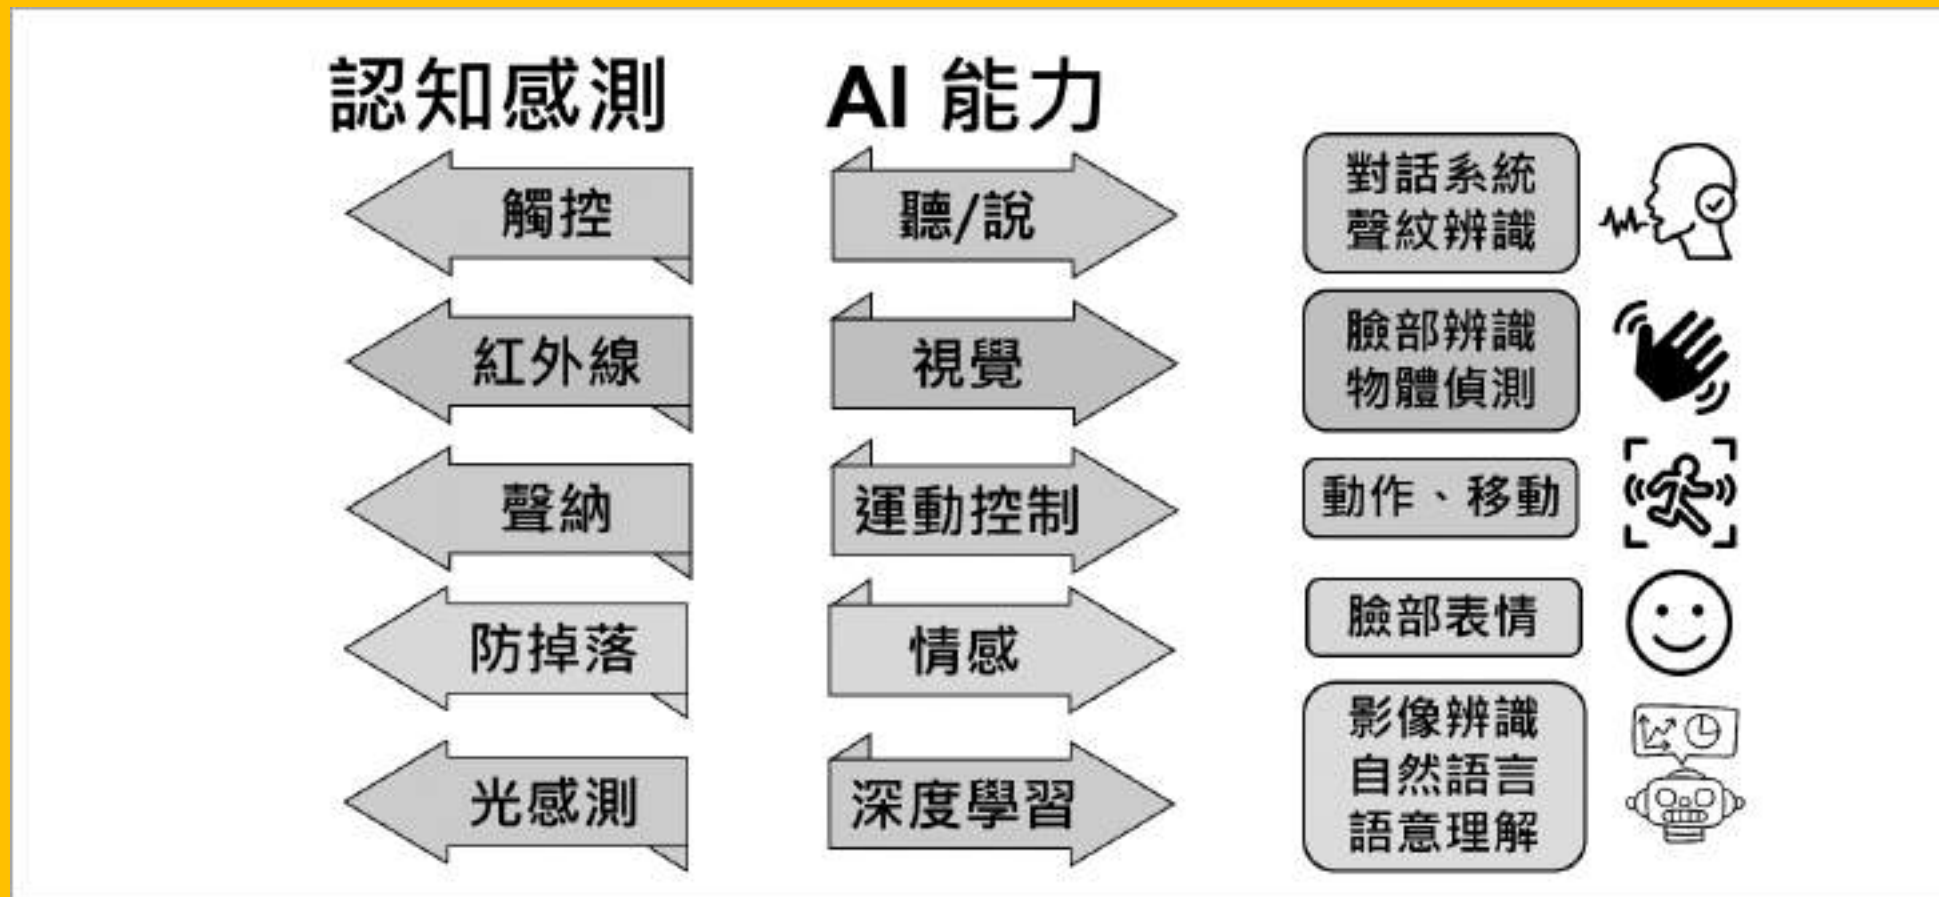 認知感測
AI 能力
觸控
聽/說
對話系統
聲紋辨識
紅外線
視覺
臉部辨識
物體偵測
聲納
運動控制
動作、移動
防掉落
情感
臉部表情
光感測
深度學習
影像辨識
自然語言
語意理解